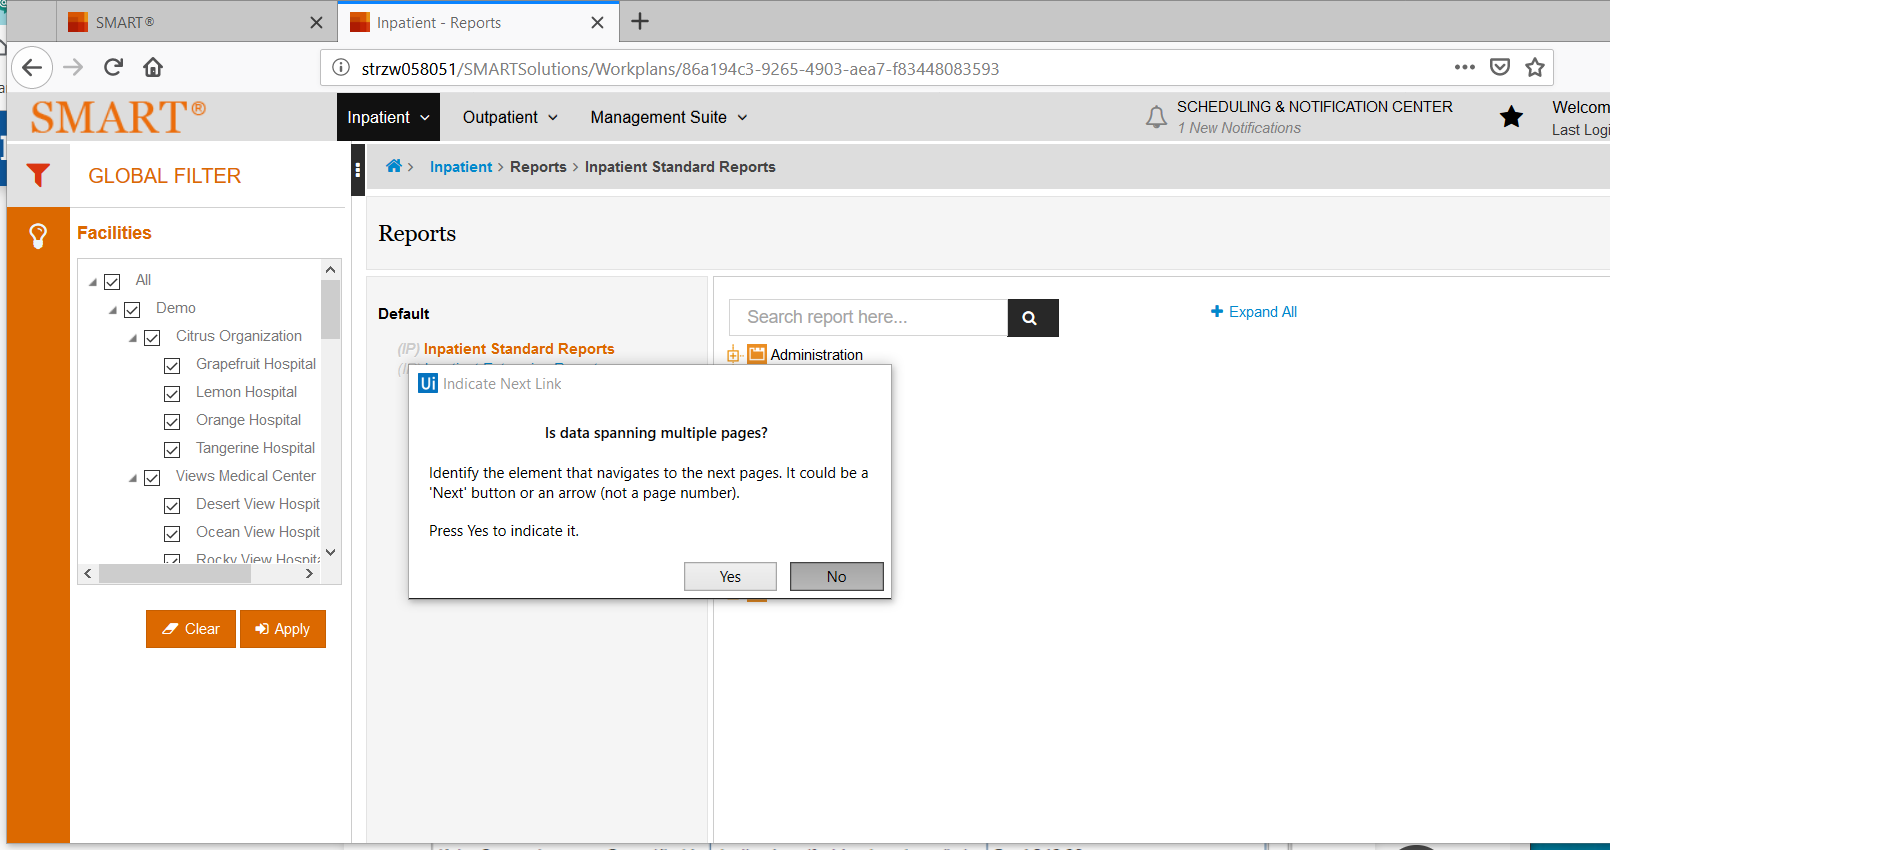 SMART®
Inpatient - Reports
strzw058051/SMARTSolutions/Workplans/86a194c3-9265-4903-aea7-f83448083593
SMART®
Inpatient
Outpatient
Management Suite
SCHEDULING & NOTIFICATION CENTER
1 New Notifications
Welcom
Last Logi
GLOBAL FILTER
Inpatient > Reports > Inpatient Standard Reports
Facilities
All
Demo
Citrus Organization
Grapefruit Hospital
Lemon Hospital
Orange Hospital
Tangerine Hospital
Views Medical Center
Desert View Hospit
Ocean View Hospit
Rocky View Hospita
Clear
Apply
Reports
Default
(IP) Inpatient Standard Reports
Search report here...
Expand All
Administration
Ui Indicate Next Link
Is data spanning multiple pages?
Identify the element that navigates to the next pages. It could be a
'Next' button or an arrow (not a page number).
Press Yes to indicate it.
Yes
No